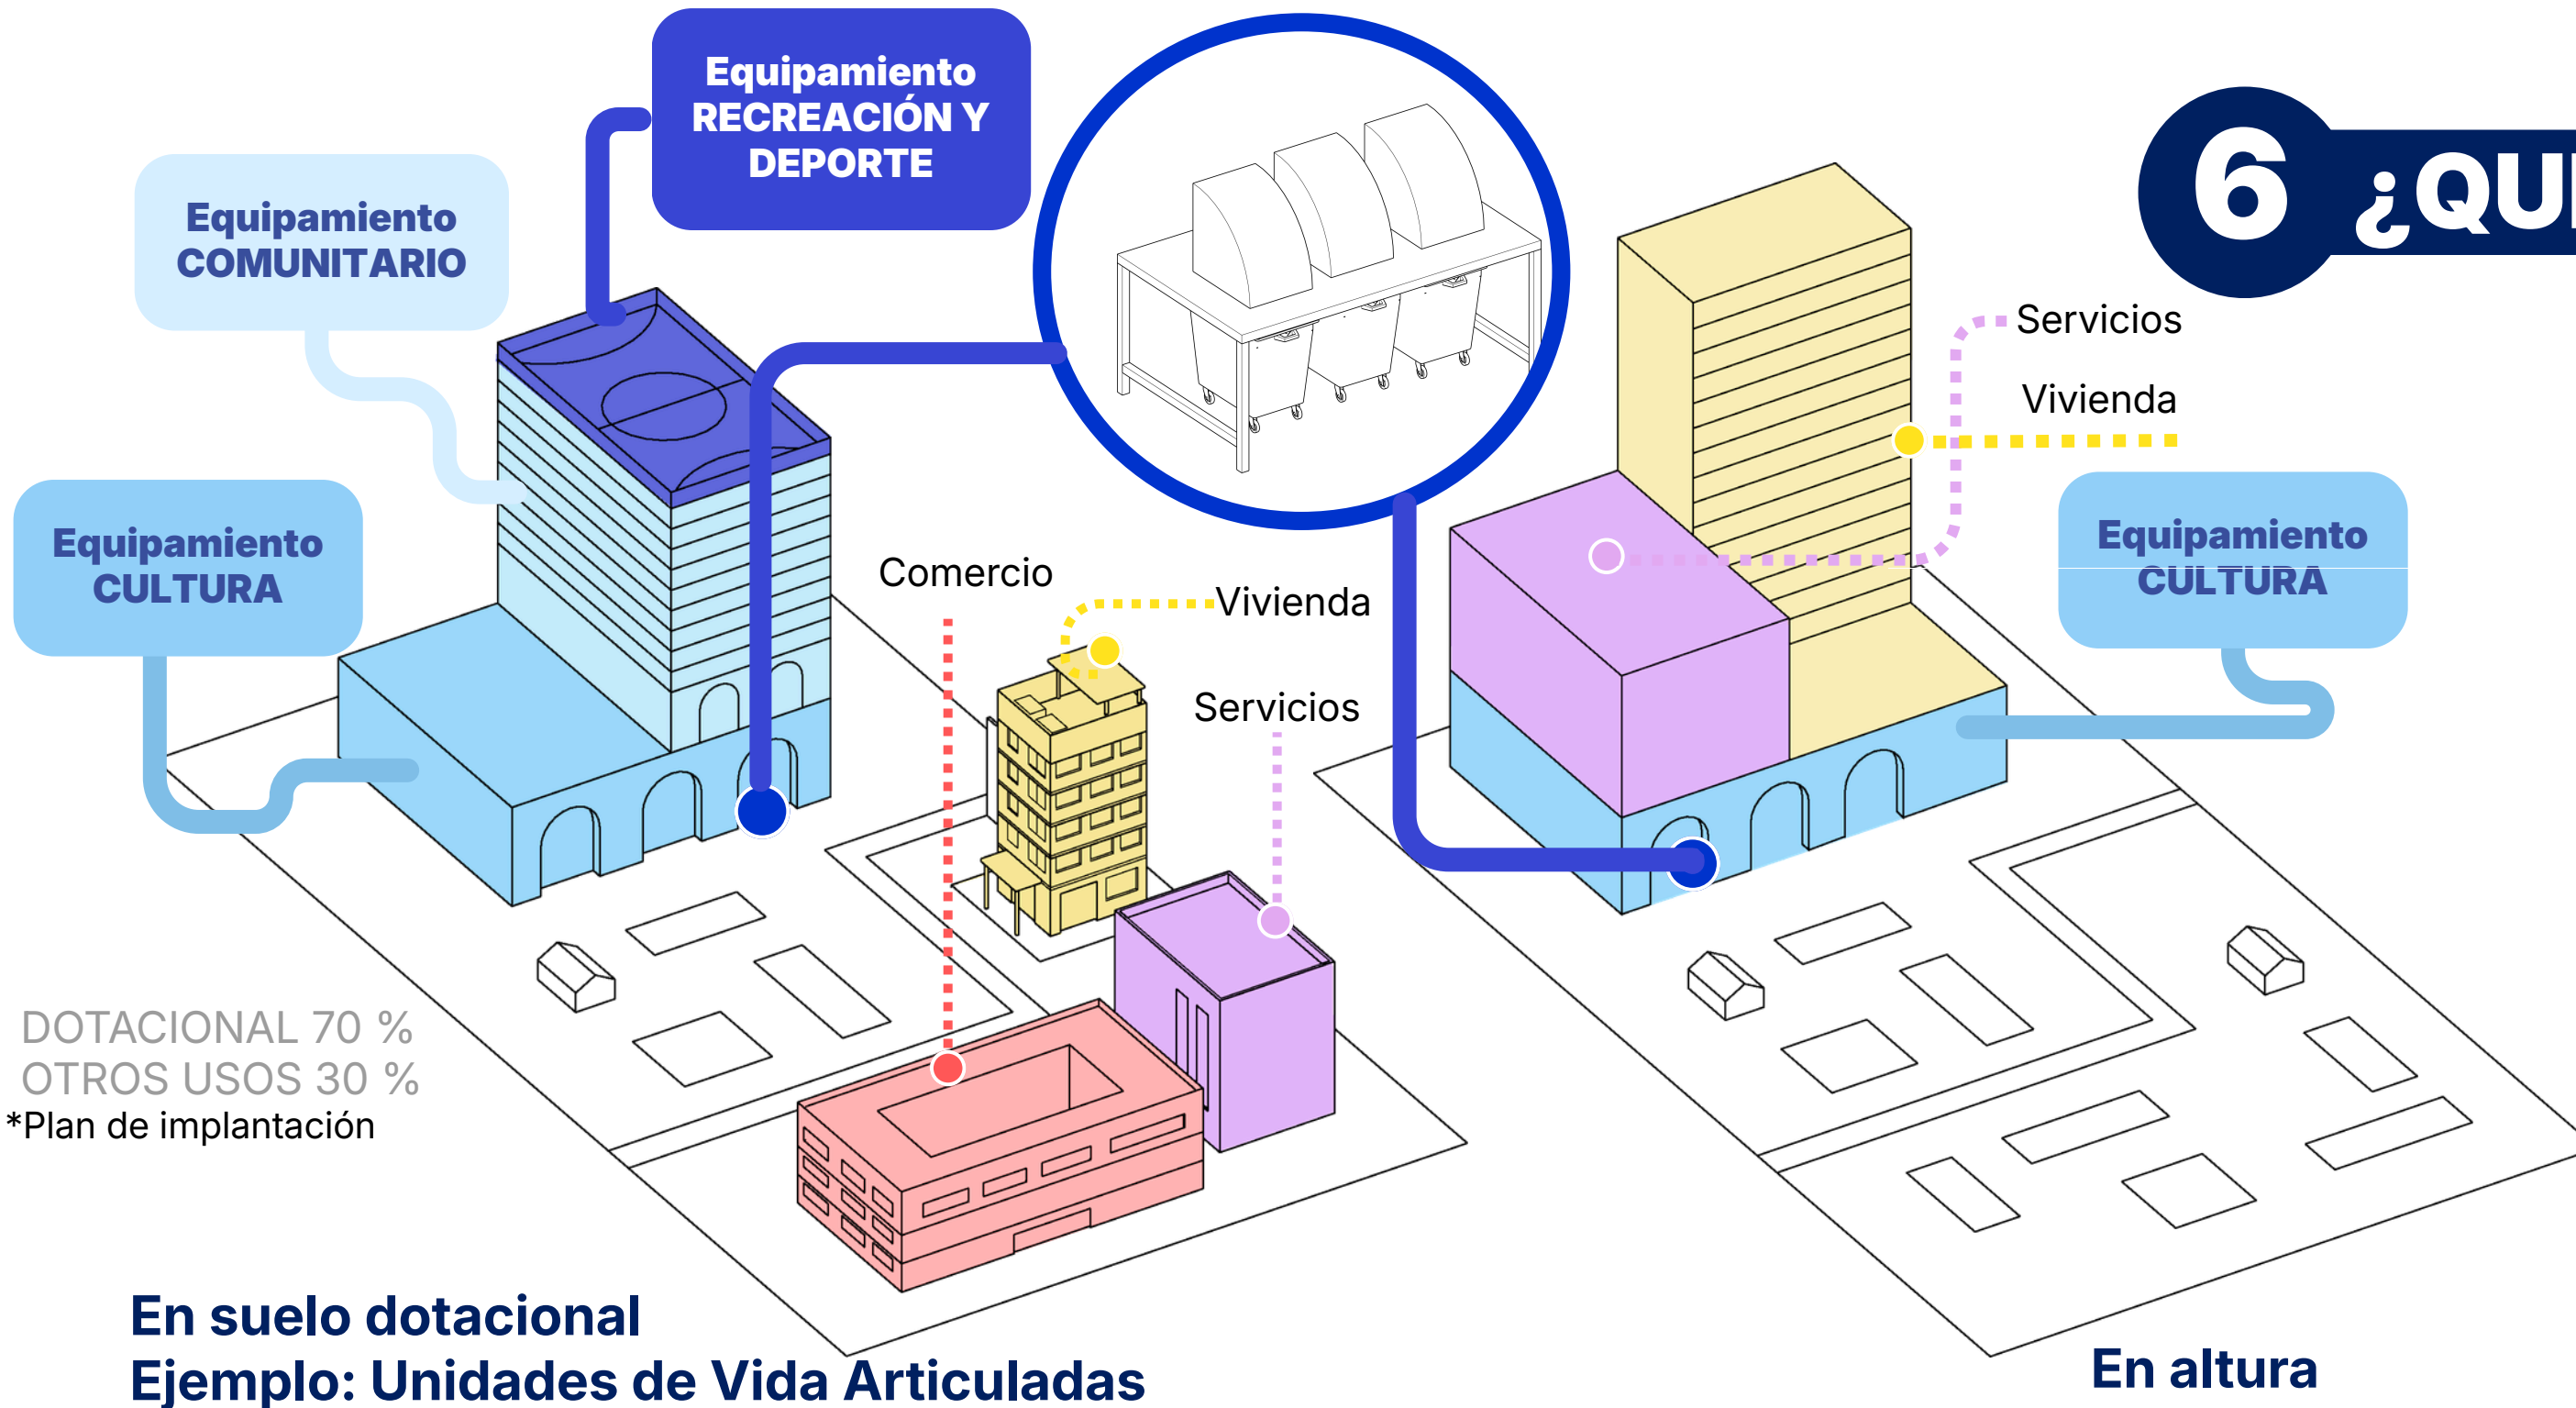 Equipamiento
RECREACIÓN Y
DEPORTE
Equipamiento
COMUNITARIO
Equipamiento
CULTURA
6
Servicios
Vivienda
Equipamiento
CULTURA
Comercio
Vivienda
Servicios
DOTACIONAL 70 %
OTROS USOS 30 %
*Plan de implantación
En suelo dotacional
Ejemplo: Unidades de Vida Articuladas
En altura